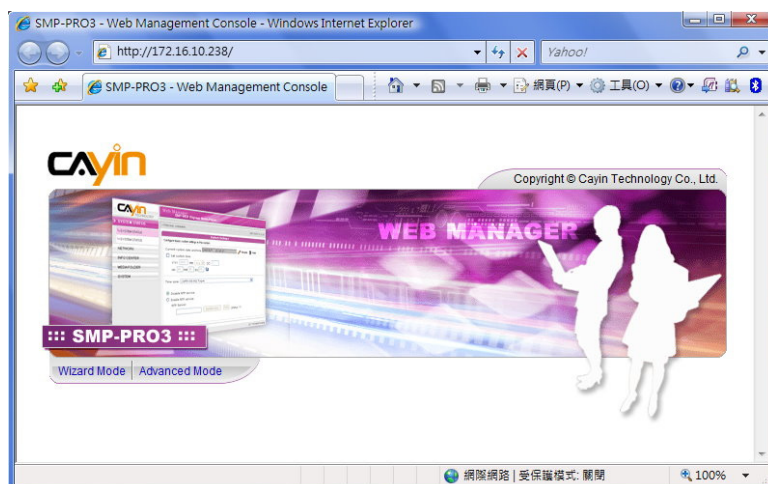 SMP-PRO3 - Web Management Console - Windows Internet Explorer
http://172.16.10.238/
Yahoo!
SMP-PRO3 - Web Management Console
網頁(P)
工具(O)
CAYIN
Copyright © Cayin Technology Co., Ltd.
CAYIN
WEB MANAGER
::: SMP-PRO3 :::
Wizard Mode
Advanced Mode
網際網路 | 受保護模式: 關閉
100%